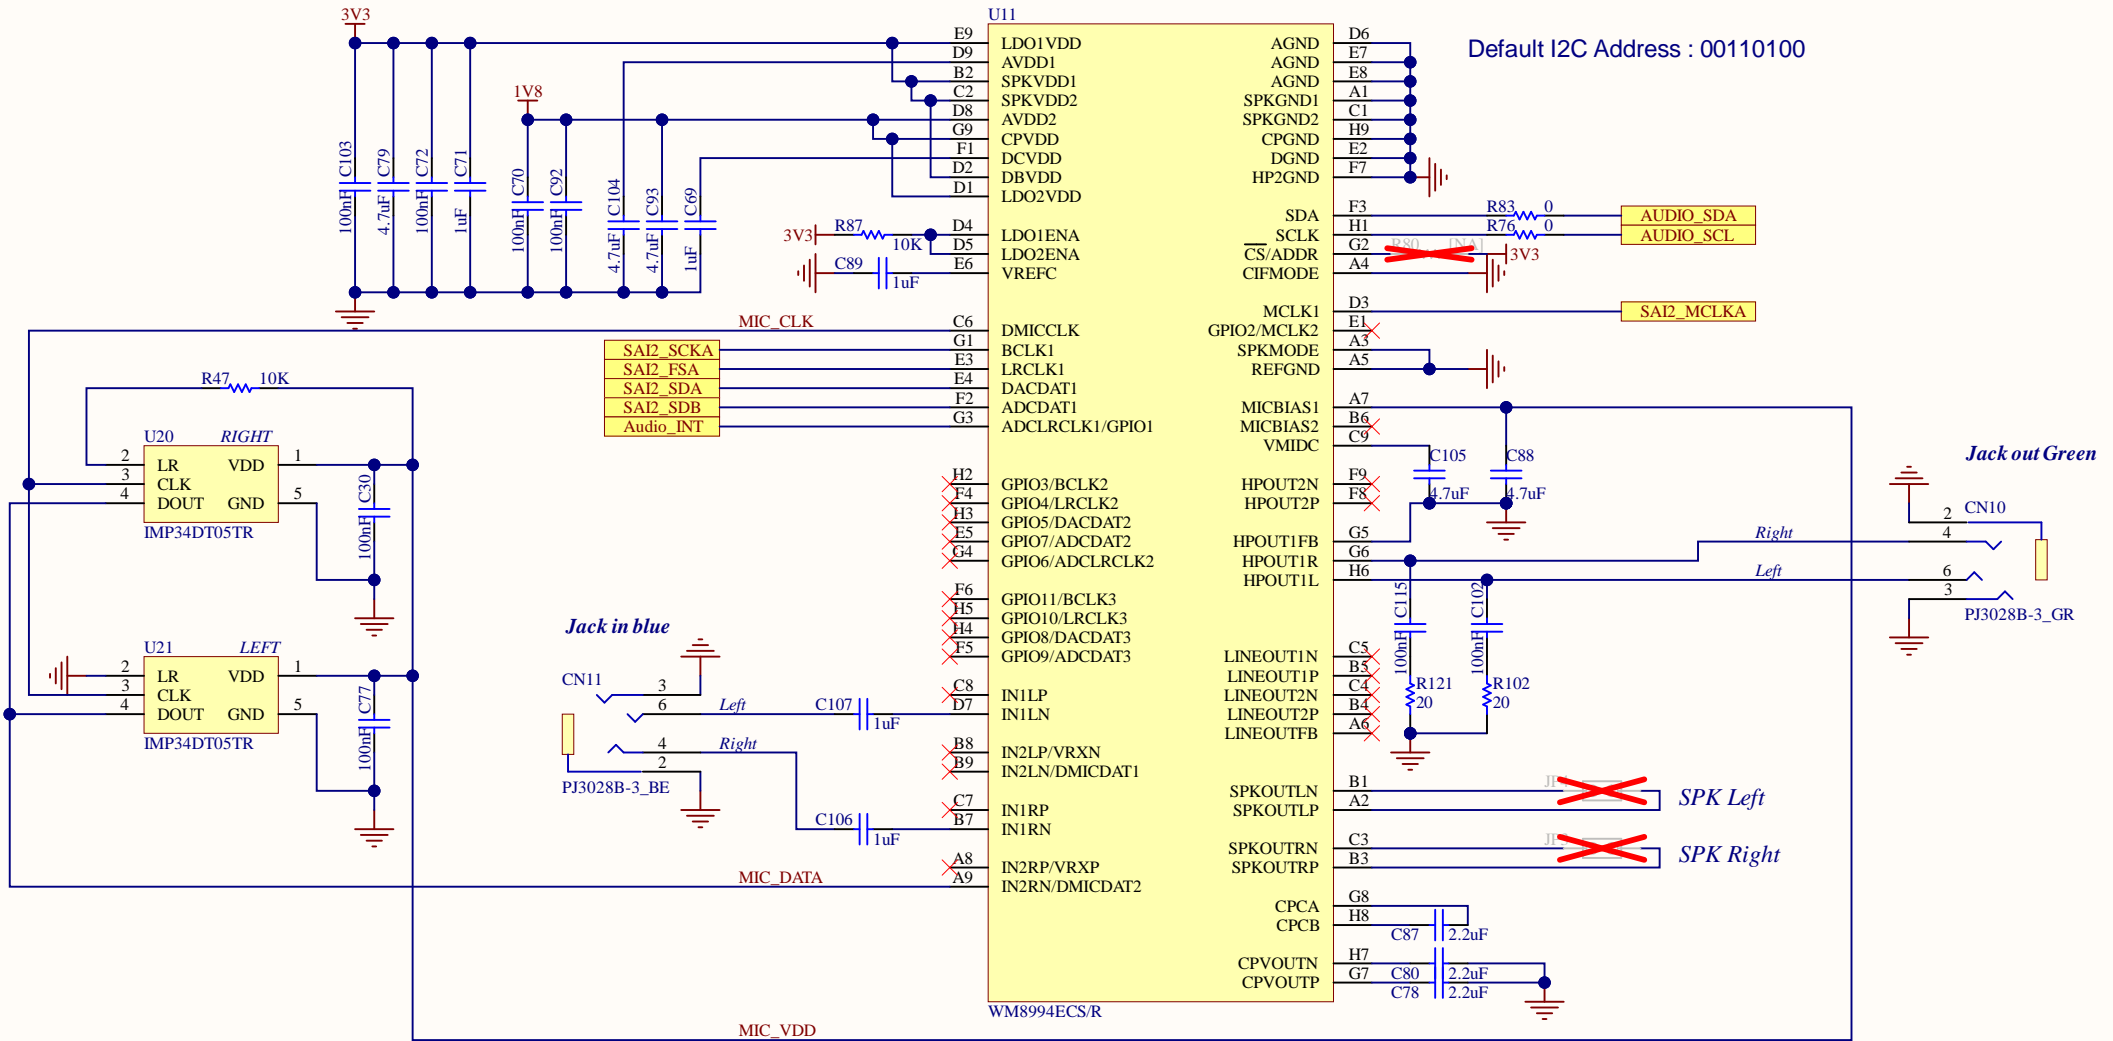 3V3
U11
Default I2C Address : 00110100
E9 LDO1VDD
D9 AVDD1
B2 SPKVDD1
C2 SPKVDD2
D8 AVDD2
G9 CPVDD
F1 DCVDD
D2 DBVDD
D1 LDO2VDD
D4 LDO1ENA
D5 LDO2ENA
E6 VREFC
C6 DMICCLK
G1 BCLK1
E3 LRCLK1
E4 DACDAT1
F2 ADCDAT1
G3 ADCLRCLK1/GPIO1
H2 GPIO3/BCLK2
F4 GPIO4/LRCLK2
H3 GPIO5/DACDAT2
E5 GPIO7/ADCDAT2
G4 GPIO6/ADCLRCLK2
F6 GPIO11/BCLK3
H5 GPIO10/LRCLK3
H4 GPIO8/DACDAT3
F5 GPIO9/ADCDAT3
C8 IN1LP
D7 IN1LN
B8 IN2LP/VRXN
B9 IN2LN/DMICDAT1
C7 IN1RP
B7 IN1RN
A8 IN2RP/VRXP
A9 IN2RN/DMICDAT2
AGND D6
AGND E7
AGND E8
SPKGND1 A1
SPKGND2 C1
CPGND H9
DGND E2
HP2GND F7
SDA F3
SCLK H1
CS/ADDR G2
CIFMODE A4
MCLK1 D3
GPIO2/MCLK2 E1
SPKMODE A3
REFGND A5
MICBIAS1 A7
MICBIAS2 B6
VMIDC C9
HPOUT2N F9
HPOUT2P F8
HPOUT1FB G5
HPOUT1R G6
HPOUT1L H6
LINEOUT1N C5
LINEOUT1P B5
LINEOUT2N C4
LINEOUT2P B4
LINEOUTFB A6
SPKOUTLN B1
SPKOUTLP A2
SPKOUTRN C3
SPKOUTRP B3
CPCA G8
CPCB H8
CPVOUTN H7
CPVOUTP G7
WM8994ECS/R
1V8
100nF C103
4.7uF C79
100nF C72
1uF C71
100nF C70
100nF C92
4.7uF C104
4.7uF C93
1uF C69
3V3 R87 10K
C89 1uF
MIC_CLK
SAI2_SCKA
SAI2_FSA
SAI2_SDA
SAI2_SDB
Audio_INT
R47 10K
U20 RIGHT
2 LR VDD 1
3 CLK
4 DOUT GND 5
IMP34DT05TR
100nF C30
U21 LEFT
2 LR VDD 1
3 CLK
4 DOUT GND 5
IMP34DT05TR
100nF C77
Jack in blue
CN11
3
6 Left
4 Right
2
PJ3028B-3_BE
C107 1uF
C106 1uF
MIC_DATA
MIC_VDD
R83 0 AUDIO_SDA
R76 0 AUDIO_SCL
R80 [NA]
3V3
SAI2_MCLKA
C105 4.7uF
C88 4.7uF
Jack out Green
CN10
Right
Left
2
4
6
3
PJ3028B-3_GR
100nF C115
100nF C102
R121 20
R102 20
SPK Left
SPK Right
C87 2.2uF
C80 2.2uF
C78 2.2uF